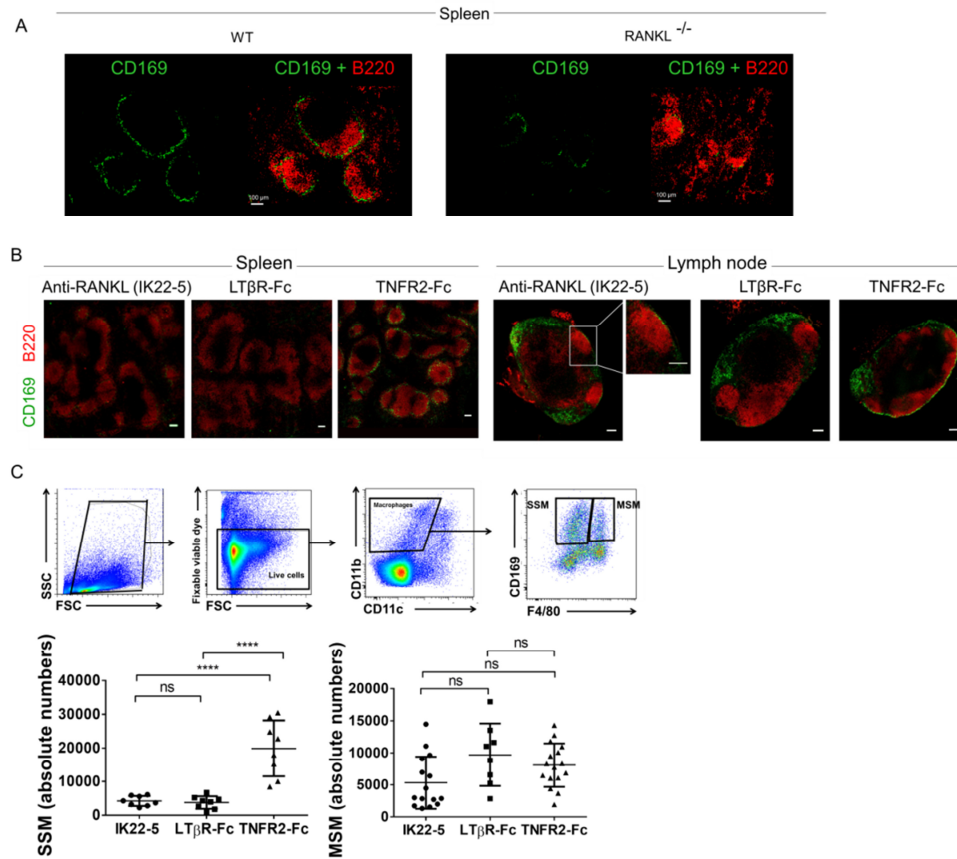 A
Spleen
WT
RANKL -/-
CD169
CD169 + B220
CD169
CD169 + B220
100 µm
100 µm
B
Spleen
Lymph node
Anti-RANKL (IK22-5)
LTβR-Fc
TNFR2-Fc
Anti-RANKL (IK22-5)
LTβR-Fc
TNFR2-Fc
CD169 B220
C
SSC
FSC
Fixable viable dye
Live cells
FSC
Macrophages
CD11b
CD11c
SSM
MSM
CD169
F4/80
SSM (absolute numbers)
40000
30000
20000
10000
0
ns
****
****
IK22-5
LTβR-Fc
TNFR2-Fc
MSM (absolute numbers)
20000
15000
10000
5000
0
ns
ns
ns
IK22-5
LTβR-Fc
TNFR2-Fc